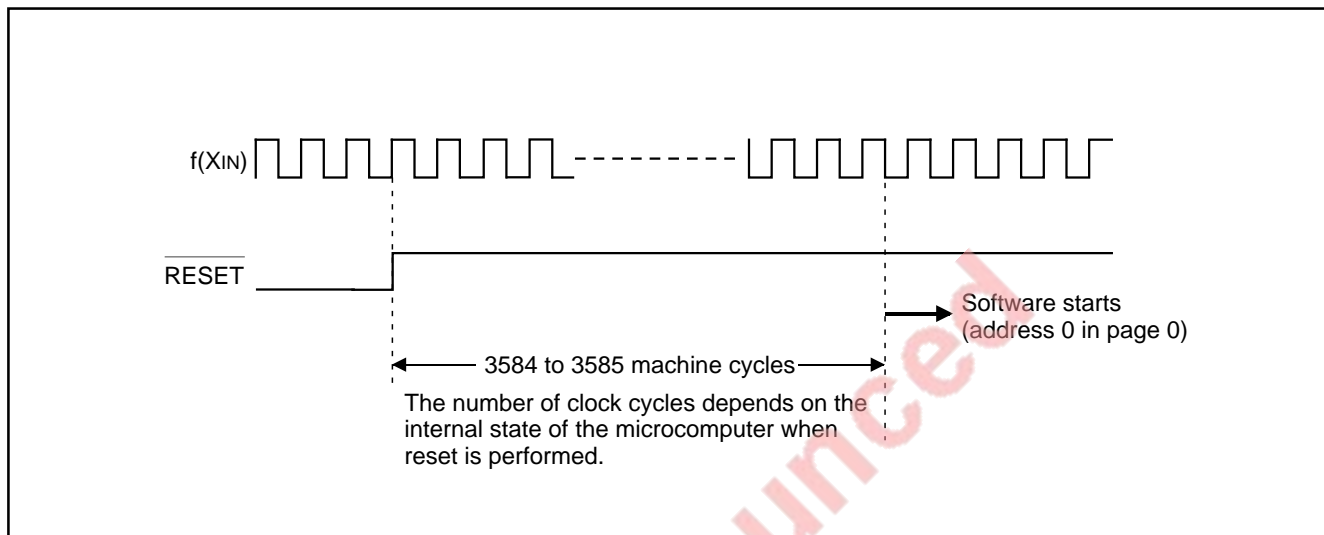 f(XIN)
RESET
Software starts
(address 0 in page 0)
3584 to 3585 machine cycles
The number of clock cycles depends on the
internal state of the microcomputer when
reset is performed.
unced